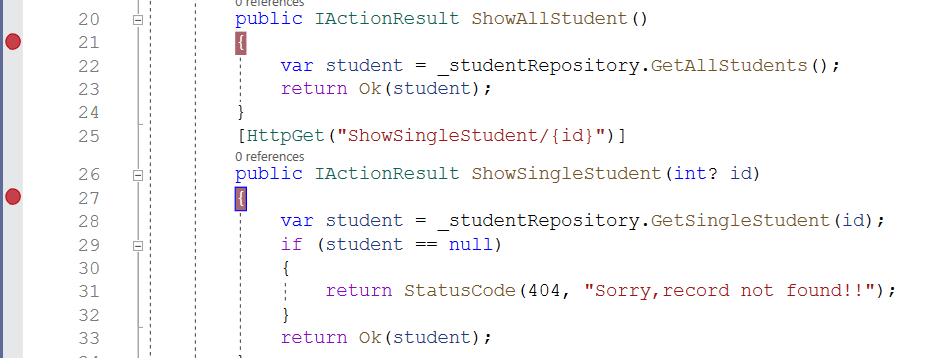 0 references
20 public IActionResult ShowAllStudent()
21 {
22 var student = _studentRepository.GetAllStudents();
23 return Ok(student);
24 }
25 [HttpGet("ShowSingleStudent/{id}")]
0 references
26 public IActionResult ShowSingleStudent(int? id)
27 {
28 var student = _studentRepository.GetSingleStudent(id);
29 if (student == null)
30 {
31 return StatusCode(404, "Sorry,record not found!!");
32 }
33 return Ok(student);